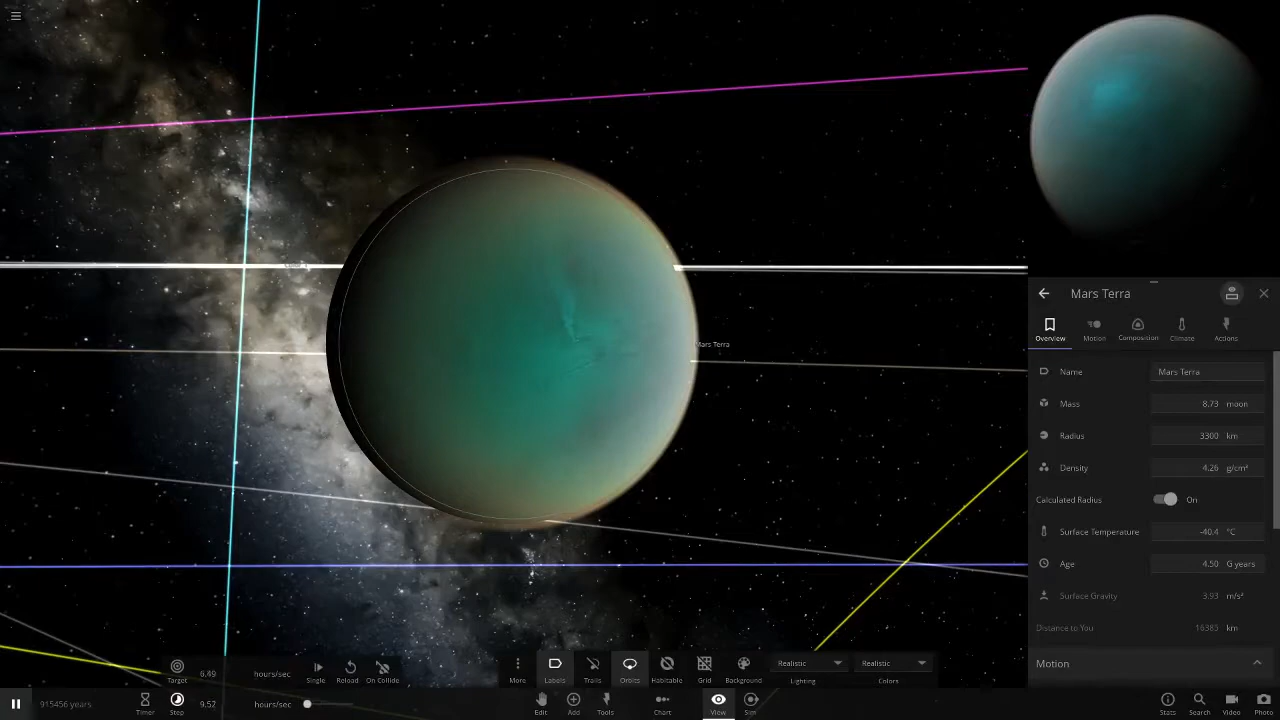 Mars Terra
Overview
Motion
Composition
Climate
Actions
Name
Mars Terra
Mass
8.73 moon
Radius
3300 km
Density
4.26 g/cm³
Calculated Radius
On
Surface Temperature
-40.4 °C
Age
4.50 G years
Surface Gravity
3.93 m/s²
Distance to You
16383 km
Motion
Mars Terra
Target
6.49 hours/sec
Single
Reload
On Collide
More
Labels
Trails
Orbits
Habitable
Grid
Background
Realistic
Lighting
Realistic
Colors
915456 years
Timer
Step
9.52 hours/sec
Edit
Add
Tools
Chart
View
Sim
Stats
Search
Video
Photo